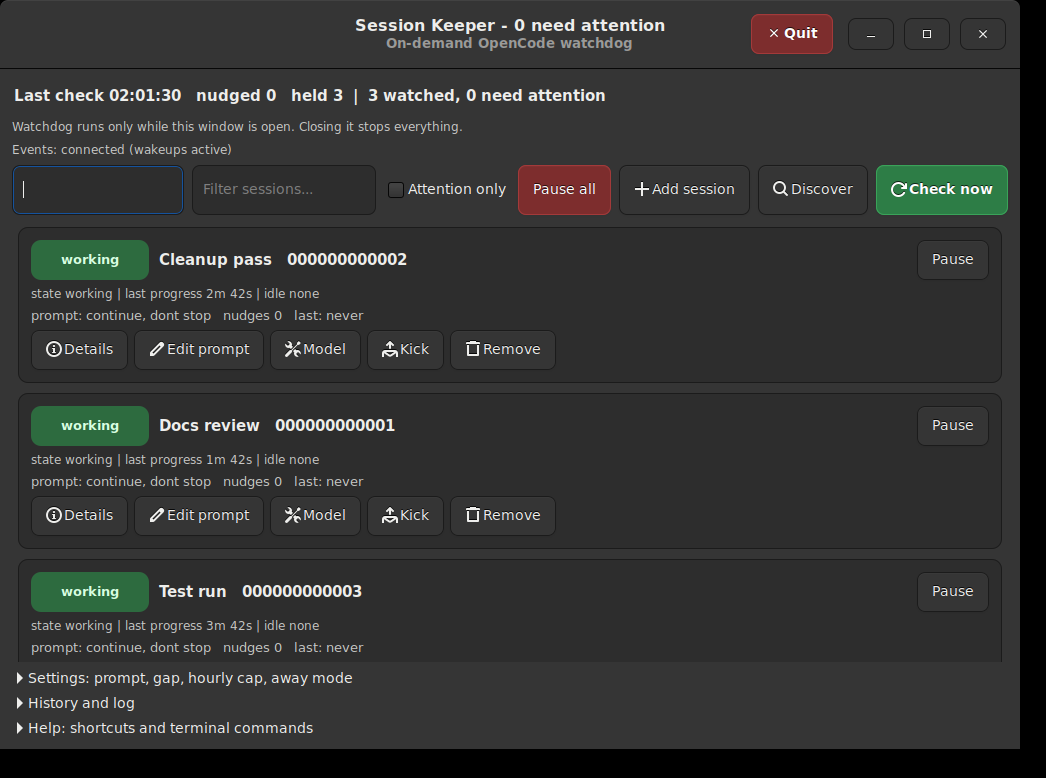 Session Keeper - 0 need attention
On-demand OpenCode watchdog
× Quit
Last check 02:01:30 nudged 0 held 3 | 3 watched, 0 need attention
Watchdog runs only while this window is open. Closing it stops everything.
Events: connected (wakeups active)
Filter sessions... Attention only Pause all Add session Discover Check now
working Cleanup pass 000000000002 Pause
state working | last progress 2m 42s | idle none
prompt: continue, dont stop nudges 0 last: never
Details Edit prompt Model Kick Remove
working Docs review 000000000001 Pause
state working | last progress 1m 42s | idle none
prompt: continue, dont stop nudges 0 last: never
Details Edit prompt Model Kick Remove
working Test run 000000000003 Pause
state working | last progress 3m 42s | idle none
prompt: continue, dont stop nudges 0 last: never
Settings: prompt, gap, hourly cap, away mode
History and log
Help: shortcuts and terminal commands